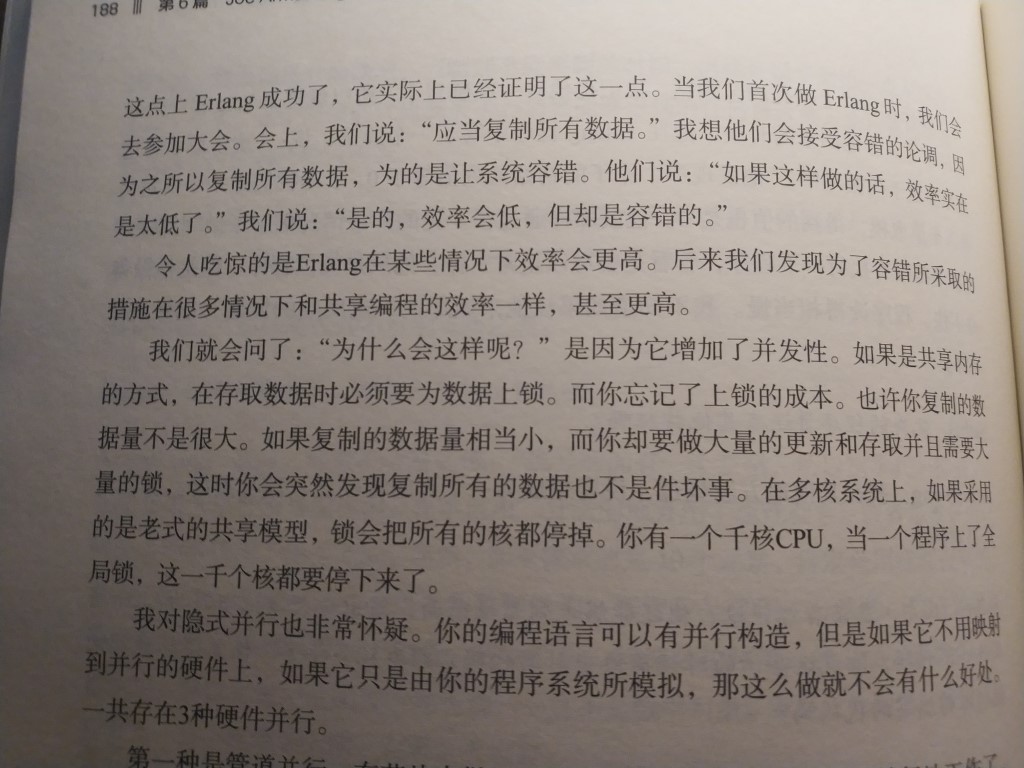 188 第6篇
这点上 Erlang 成功了，它实际上已经证明了这一点。当我们首次做 Erlang 时，我们会
去参加大会。会上，我们说：“应当复制所有数据。”我想他们会接受容错的论调，因
为之所以复制所有数据，为的是让系统容错。他们说：“如果这样做的话，效率实在
是太低了。”我们说：“是的，效率会低，但却是容错的。”
令人吃惊的是Erlang在某些情况下效率会更高。后来我们发现为了容错所采取的
措施在很多情况下和共享编程的效率一样，甚至更高。
我们就会问了：“为什么会这样呢？”是因为它增加了并发性。如果是共享内存
的方式，在存取数据时必须要为数据上锁。而你忘记了上锁的成本。也许你复制的数
据量不是很大。如果复制的数据量相当小，而你却要做大量的更新和存取并且需要大
量的锁，这时你会突然发现复制所有的数据也不是件坏事。在多核系统上，如果采用
的是老式的共享模型，锁会把所有的核都停掉。你有一个千核CPU，当一个程序上了全
局锁，这一千个核都要停下来了。
我对隐式并行也非常怀疑。你的编程语言可以有并行构造，但是如果它不用映射
到并行的硬件上，如果它只是由你的程序系统所模拟，那这么做就不会有什么好处。
一共存在3种硬件并行。
第一种是管道并行